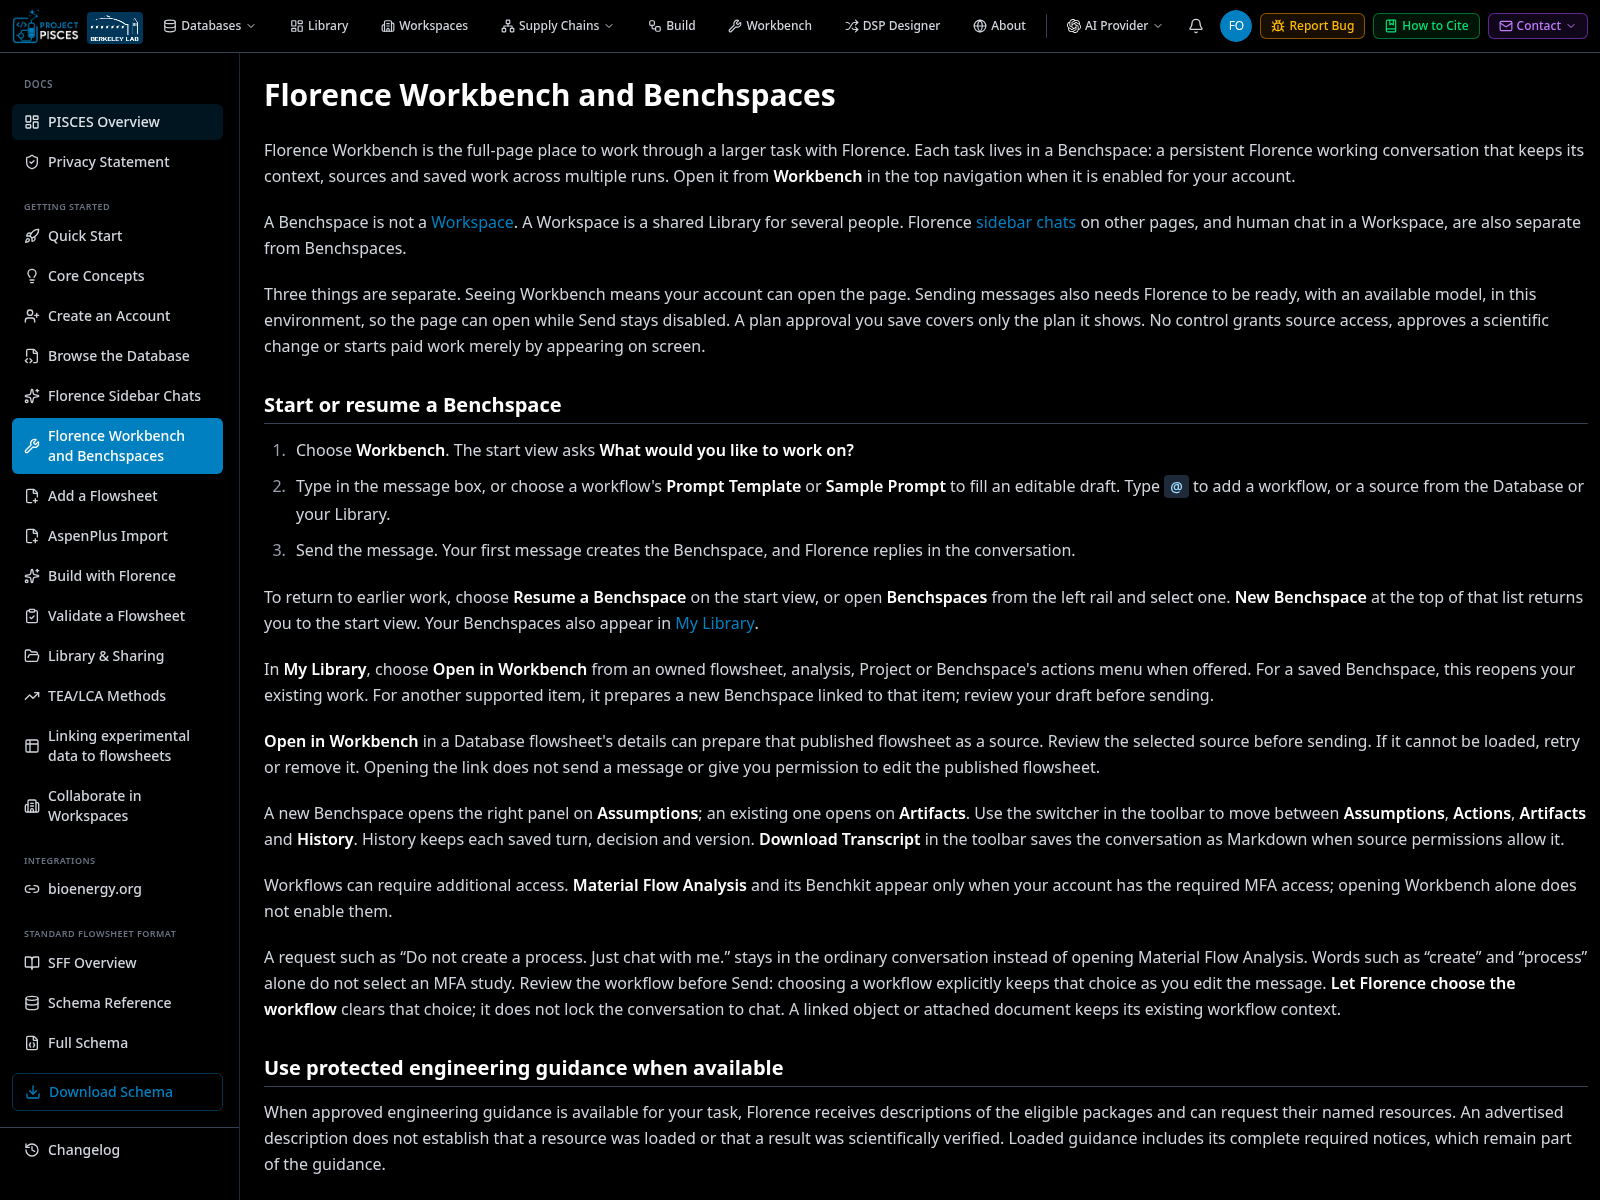 PROJECT
PISCES
BERKELEY LAB
Databases
Library
Workspaces
Supply Chains
Build
Workbench
DSP Designer
About
AI Provider
FO
Report Bug
How to Cite
Contact
DOCS
PISCES Overview
Privacy Statement
GETTING STARTED
Quick Start
Core Concepts
Create an Account
Browse the Database
Florence Sidebar Chats
Florence Workbench
and Benchspaces
Add a Flowsheet
AspenPlus Import
Build with Florence
Validate a Flowsheet
Library & Sharing
TEA/LCA Methods
Linking experimental
data to flowsheets
Collaborate in
Workspaces
INTEGRATIONS
bioenergy.org
STANDARD FLOWSHEET FORMAT
SFF Overview
Schema Reference
Full Schema
Download Schema
Changelog
Florence Workbench and Benchspaces
Florence Workbench is the full-page place to work through a larger task with Florence. Each task lives in a Benchspace: a persistent Florence working conversation that keeps its
context, sources and saved work across multiple runs. Open it from Workbench in the top navigation when it is enabled for your account.
A Benchspace is not a Workspace. A Workspace is a shared Library for several people. Florence sidebar chats on other pages, and human chat in a Workspace, are also separate
from Benchspaces.
Three things are separate. Seeing Workbench means your account can open the page. Sending messages also needs Florence to be ready, with an available model, in this
environment, so the page can open while Send stays disabled. A plan approval you save covers only the plan it shows. No control grants source access, approves a scientific
change or starts paid work merely by appearing on screen.
Start or resume a Benchspace
1. Choose Workbench. The start view asks What would you like to work on?
2. Type in the message box, or choose a workflow's Prompt Template or Sample Prompt to fill an editable draft. Type @ to add a workflow, or a source from the Database or
your Library.
3. Send the message. Your first message creates the Benchspace, and Florence replies in the conversation.
To return to earlier work, choose Resume a Benchspace on the start view, or open Benchspaces from the left rail and select one. New Benchspace at the top of that list returns
you to the start view. Your Benchspaces also appear in My Library.
In My Library, choose Open in Workbench from an owned flowsheet, analysis, Project or Benchspace's actions menu when offered. For a saved Benchspace, this reopens your
existing work. For another supported item, it prepares a new Benchspace linked to that item; review your draft before sending.
Open in Workbench in a Database flowsheet's details can prepare that published flowsheet as a source. Review the selected source before sending. If it cannot be loaded, retry
or remove it. Opening the link does not send a message or give you permission to edit the published flowsheet.
A new Benchspace opens the right panel on Assumptions; an existing one opens on Artifacts. Use the switcher in the toolbar to move between Assumptions, Actions, Artifacts
and History. History keeps each saved turn, decision and version. Download Transcript in the toolbar saves the conversation as Markdown when source permissions allow it.
Workflows can require additional access. Material Flow Analysis and its Benchkit appear only when your account has the required MFA access; opening Workbench alone does
not enable them.
A request such as “Do not create a process. Just chat with me.” stays in the ordinary conversation instead of opening Material Flow Analysis. Words such as “create” and “process”
alone do not select an MFA study. Review the workflow before Send: choosing a workflow explicitly keeps that choice as you edit the message. Let Florence choose the
workflow clears that choice; it does not lock the conversation to chat. A linked object or attached document keeps its existing workflow context.
Use protected engineering guidance when available
When approved engineering guidance is available for your task, Florence receives descriptions of the eligible packages and can request their named resources. An advertised
description does not establish that a resource was loaded or that a result was scientifically verified. Loaded guidance includes its complete required notices, which remain part
of the guidance.